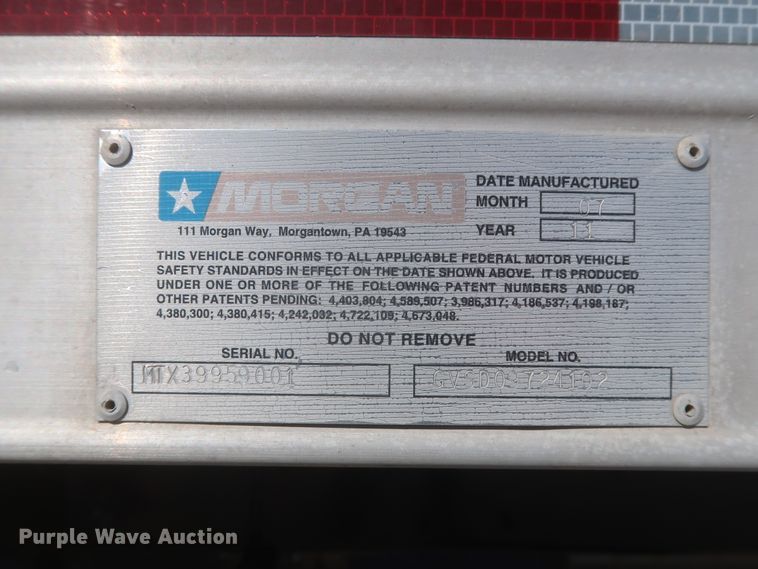 MORGAN
111 Morgan Way, Morgantown, PA 19543
DATE MANUFACTURED
MONTH 07
YEAR 11
THIS VEHICLE CONFORMS TO ALL APPLICABLE FEDERAL MOTOR VEHICLE
SAFETY STANDARDS IN EFFECT ON THE DATE SHOWN ABOVE. IT IS PRODUCED
UNDER ONE OR MORE OF THE FOLLOWING PATENT NUMBERS AND / OR
OTHER PATENTS PENDING: 4,403,804; 4,589,507; 3,986,317; 4,186,537; 4,198,187;
4,380,300; 4,380,415; 4,242,032; 4,722,109; 4,573,048.
DO NOT REMOVE
SERIAL NO.
MTX39959001
MODEL NO.
GVSD09724102
Purple Wave Auction